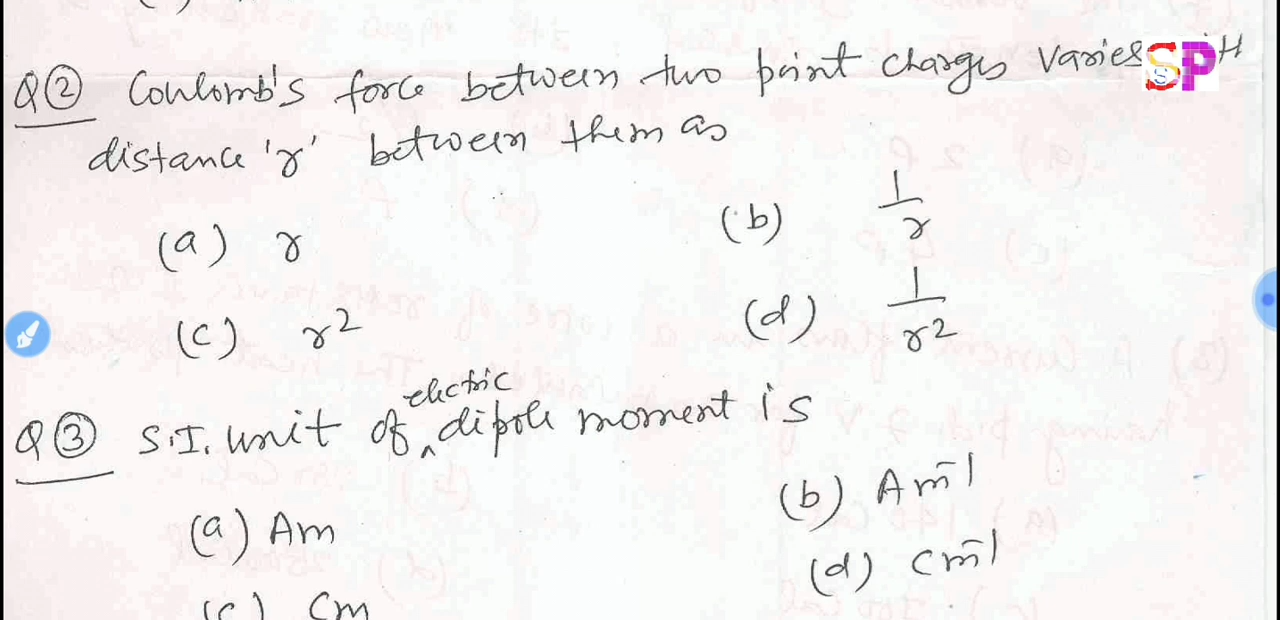 Q② Coulomb's force between two point charges varies
distance 'r' between them as
(a) r
(b) 1/r
(c) r²
(d) 1/r²
electric
Q③ S.I. unit of ‸ dipole moment is
(a) Am
(b) Am⁻¹
(c) Cm
(d) Cm⁻¹
SP